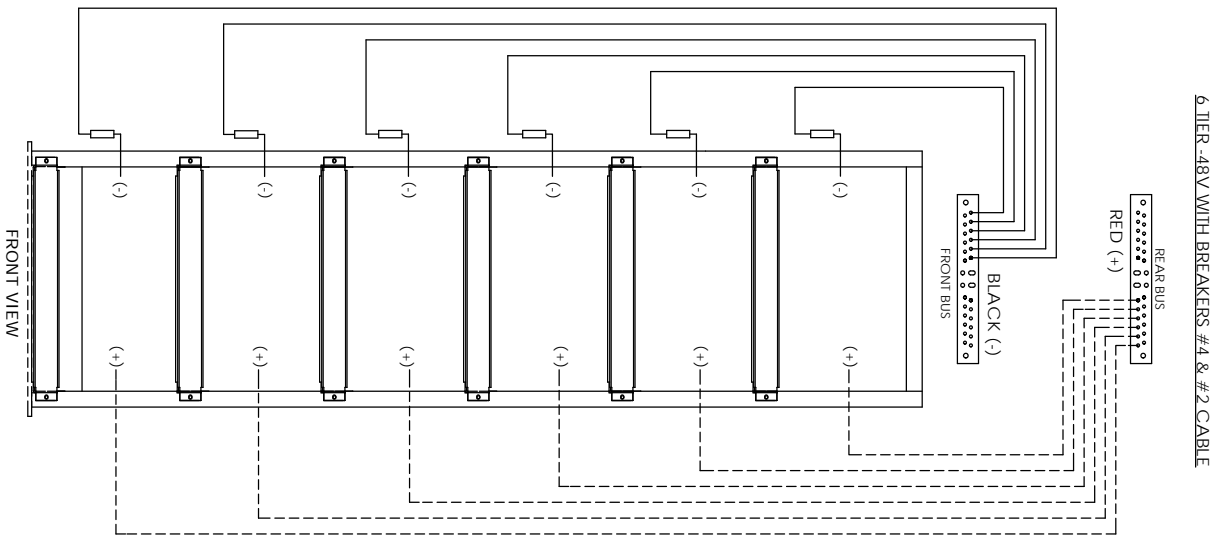 6 TIER -48V WITH BREAKERS #4 & #2 CABLE
REAR BUS
RED (+)
BLACK (-)
FRONT BUS
(-)
(+)
(-)
(+)
(-)
(+)
(-)
(+)
(-)
(+)
(-)
(+)
FRONT VIEW